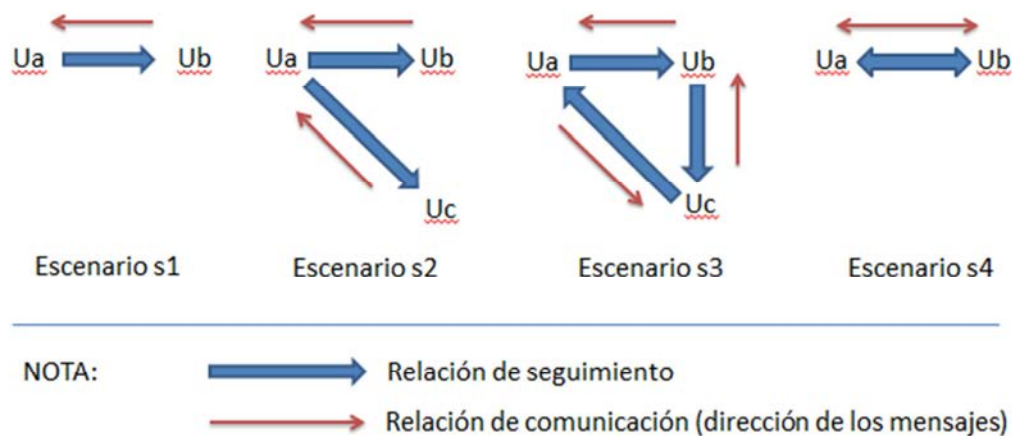 Ua Ub Ua Ub Ua Ub Ua Ub
Uc Uc
Escenario s1 Escenario s2 Escenario s3 Escenario s4
NOTA: Relación de seguimiento
Relación de comunicación (dirección de los mensajes)